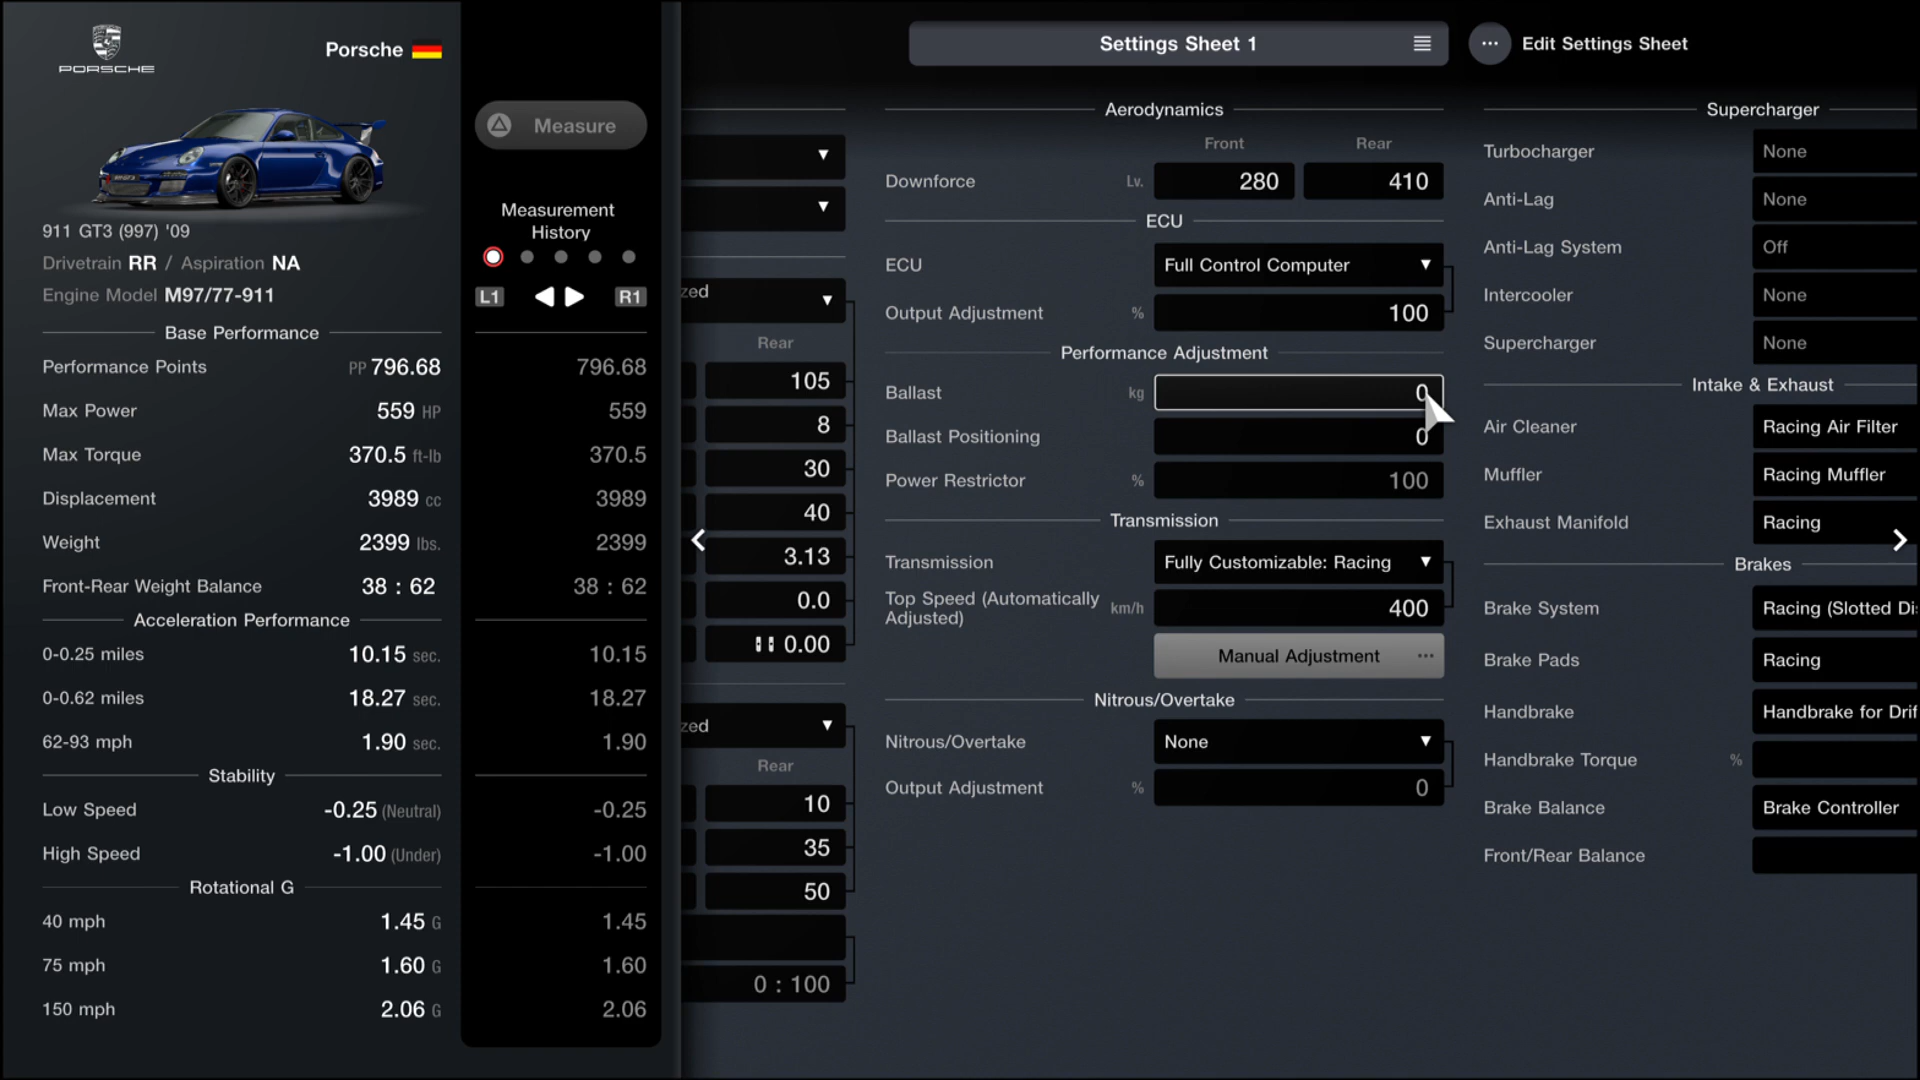 PORSCHE
Porsche
911 GT3 (997) '09
Drivetrain RR / Aspiration NA
Engine Model M97/77-911
Base Performance
Performance Points PP 796.68
Max Power 559 HP
Max Torque 370.5 ft-lb
Displacement 3989 cc
Weight 2399 lbs.
Front-Rear Weight Balance 38 : 62
Acceleration Performance
0-0.25 miles 10.15 sec.
0-0.62 miles 18.27 sec.
62-93 mph 1.90 sec.
Stability
Low Speed -0.25 (Neutral)
High Speed -1.00 (Under)
Rotational G
40 mph 1.45 G
75 mph 1.60 G
150 mph 2.06 G
Measure
Measurement
History
L1 R1
796.68
559
370.5
3989
2399
38 : 62
10.15
18.27
1.90
-0.25
-1.00
1.45
1.60
2.06
zed
Rear
105
8
30
40
3.13
0.0
0.00
zed
Rear
10
35
50
0 : 100
Settings Sheet 1
Edit Settings Sheet
Aerodynamics
Front Rear
Downforce Lv. 280 410
ECU
ECU Full Control Computer
Output Adjustment % 100
Performance Adjustment
Ballast kg 0
Ballast Positioning 0
Power Restrictor % 100
Transmission
Transmission Fully Customizable: Racing
Top Speed (Automatically
Adjusted) km/h 400
Manual Adjustment
Nitrous/Overtake
Nitrous/Overtake None
Output Adjustment % 0
Supercharger
Turbocharger None
Anti-Lag None
Anti-Lag System Off
Intercooler None
Supercharger None
Intake & Exhaust
Air Cleaner Racing Air Filter
Muffler Racing Muffler
Exhaust Manifold Racing
Brakes
Brake System Racing (Slotted Di
Brake Pads Racing
Handbrake Handbrake for Drif
Handbrake Torque %
Brake Balance Brake Controller
Front/Rear Balance